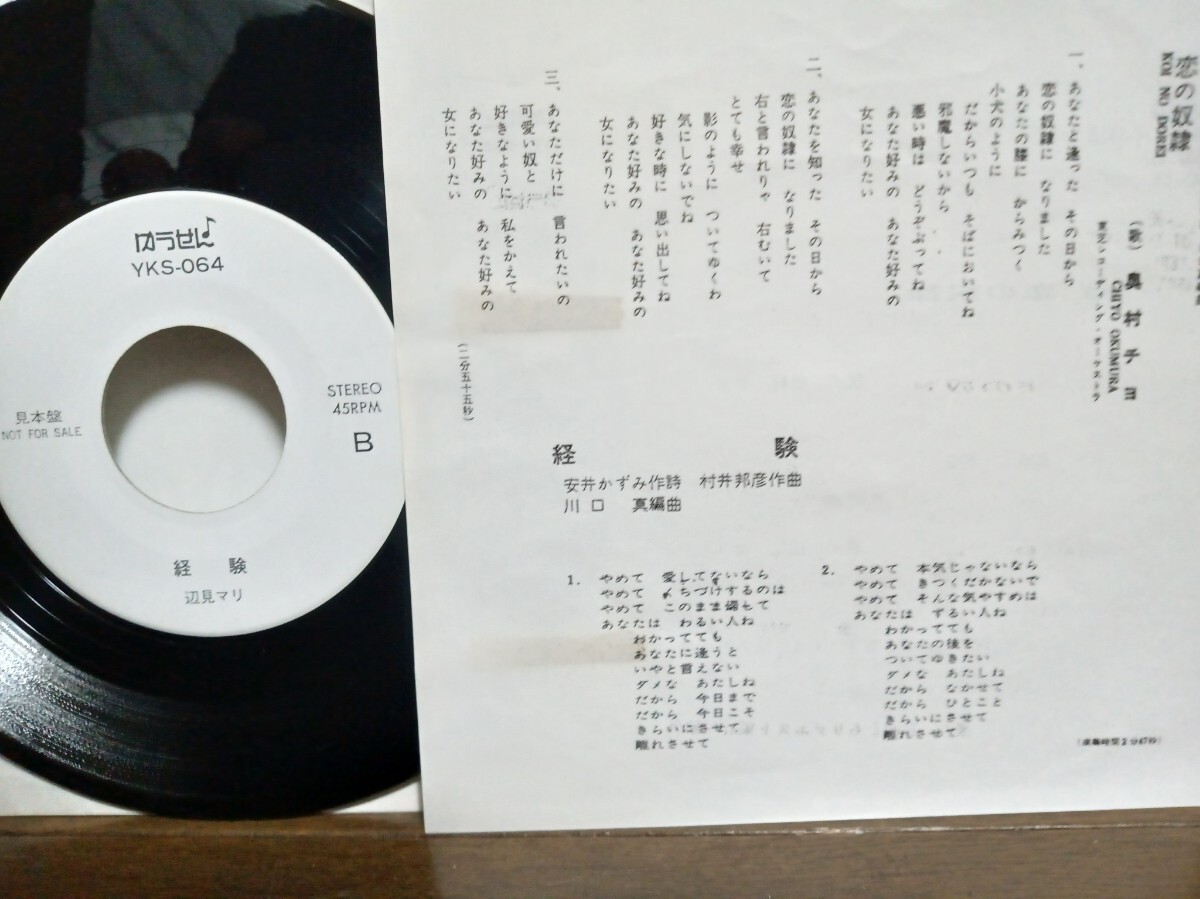 ゆうせん
YKS-064
STEREO
45RPM
見本盤
NOT FOR SALE
B
経験
辺見マリ
恋の奴隷
KOI NO DOREI
(歌) 奥村チヨ
CHIYO OKUMURA
一、あなたと逢った その日から
恋の奴隷に なりました
あなたの膝に からみつく
小犬のように
だからいつも そばにおいてね
邪魔しないから
悪い時は どうぞぶってね
あなた好みの あなた好みの
女になりたい
二、あなたを知った その日から
恋の奴隷に なりました
右と言われりゃ 右むいて
とても幸せ
影のように ついてゆくわ
気にしないでね
好きな時に 思い出してね
あなた好みの あなた好みの
女になりたい
三、あなただけに 言われたいの
可愛い奴と
好きなように 私をかえて
あなた好みの あなた好みの
女になりたい
(二分五十五秒)
経験
安井かずみ作詩 村井邦彦作曲
川口 真編曲
1. やめて 愛してないなら
やめて くちづけするのは
やめて このまま帰して
あなたは わるい人ね
わかってても
あなたに逢うと
いやと言えない
ダメな あたしね
だから 今日まで
だから 今日こそ
きらいにさせて
離れさせて
2. やめて 本気じゃないなら
やめて きつくだかないで
やめて そんな気やすめは
あなたは ずるい人ね
わかってても
あなたの後を
ついてゆきたい
ダメな あたしね
だから なかせて
だから ひとこと
きらいにさせて
離れさせて
(演奏時間2分47秒)